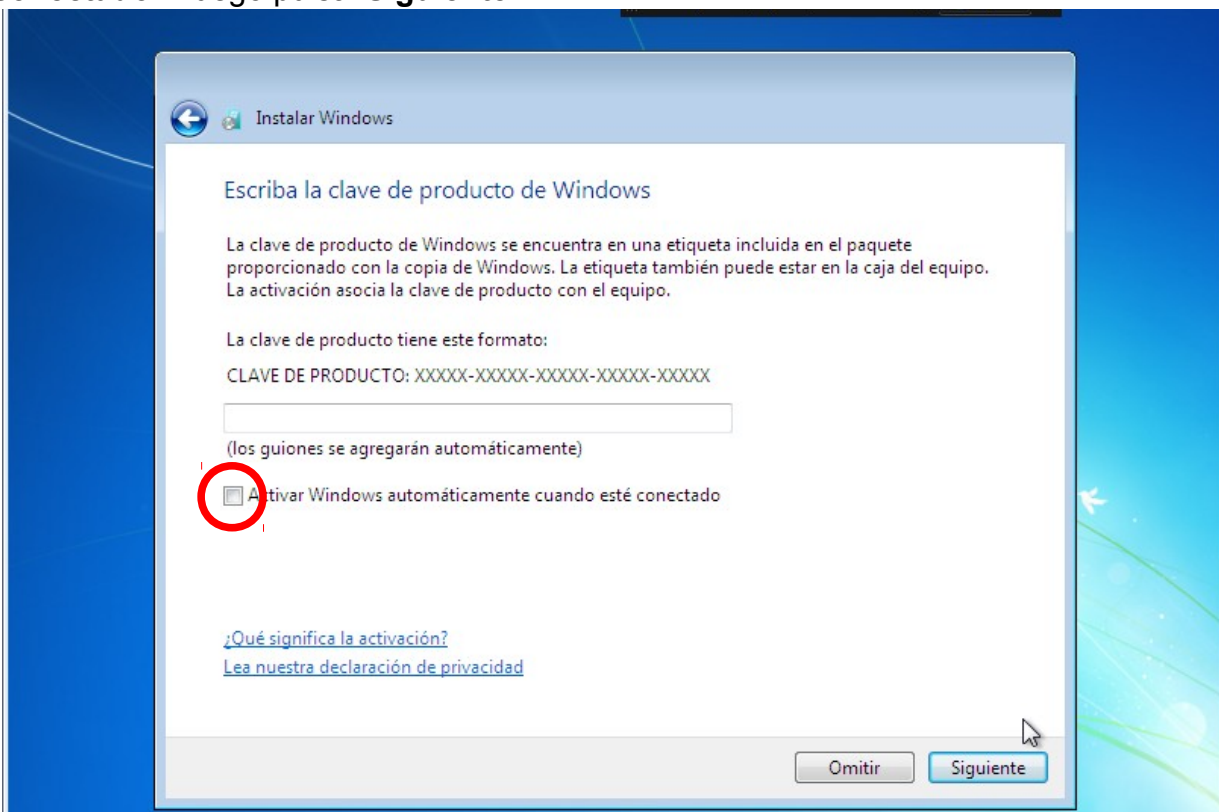 Siguiente
Instalar Windows
Escriba la clave de producto de Windows
La clave de producto de Windows se encuentra en una etiqueta incluida en el paquete
proporcionado con la copia de Windows. La etiqueta también puede estar en la caja del equipo.
La activación asocia la clave de producto con el equipo.
La clave de producto tiene este formato:
CLAVE DE PRODUCTO: XXXXX-XXXXX-XXXXX-XXXXX-XXXXX
(los guiones se agregarán automáticamente)
Activar Windows automáticamente cuando esté conectado
¿Qué significa la activación?
Lea nuestra declaración de privacidad
Omitir Siguiente